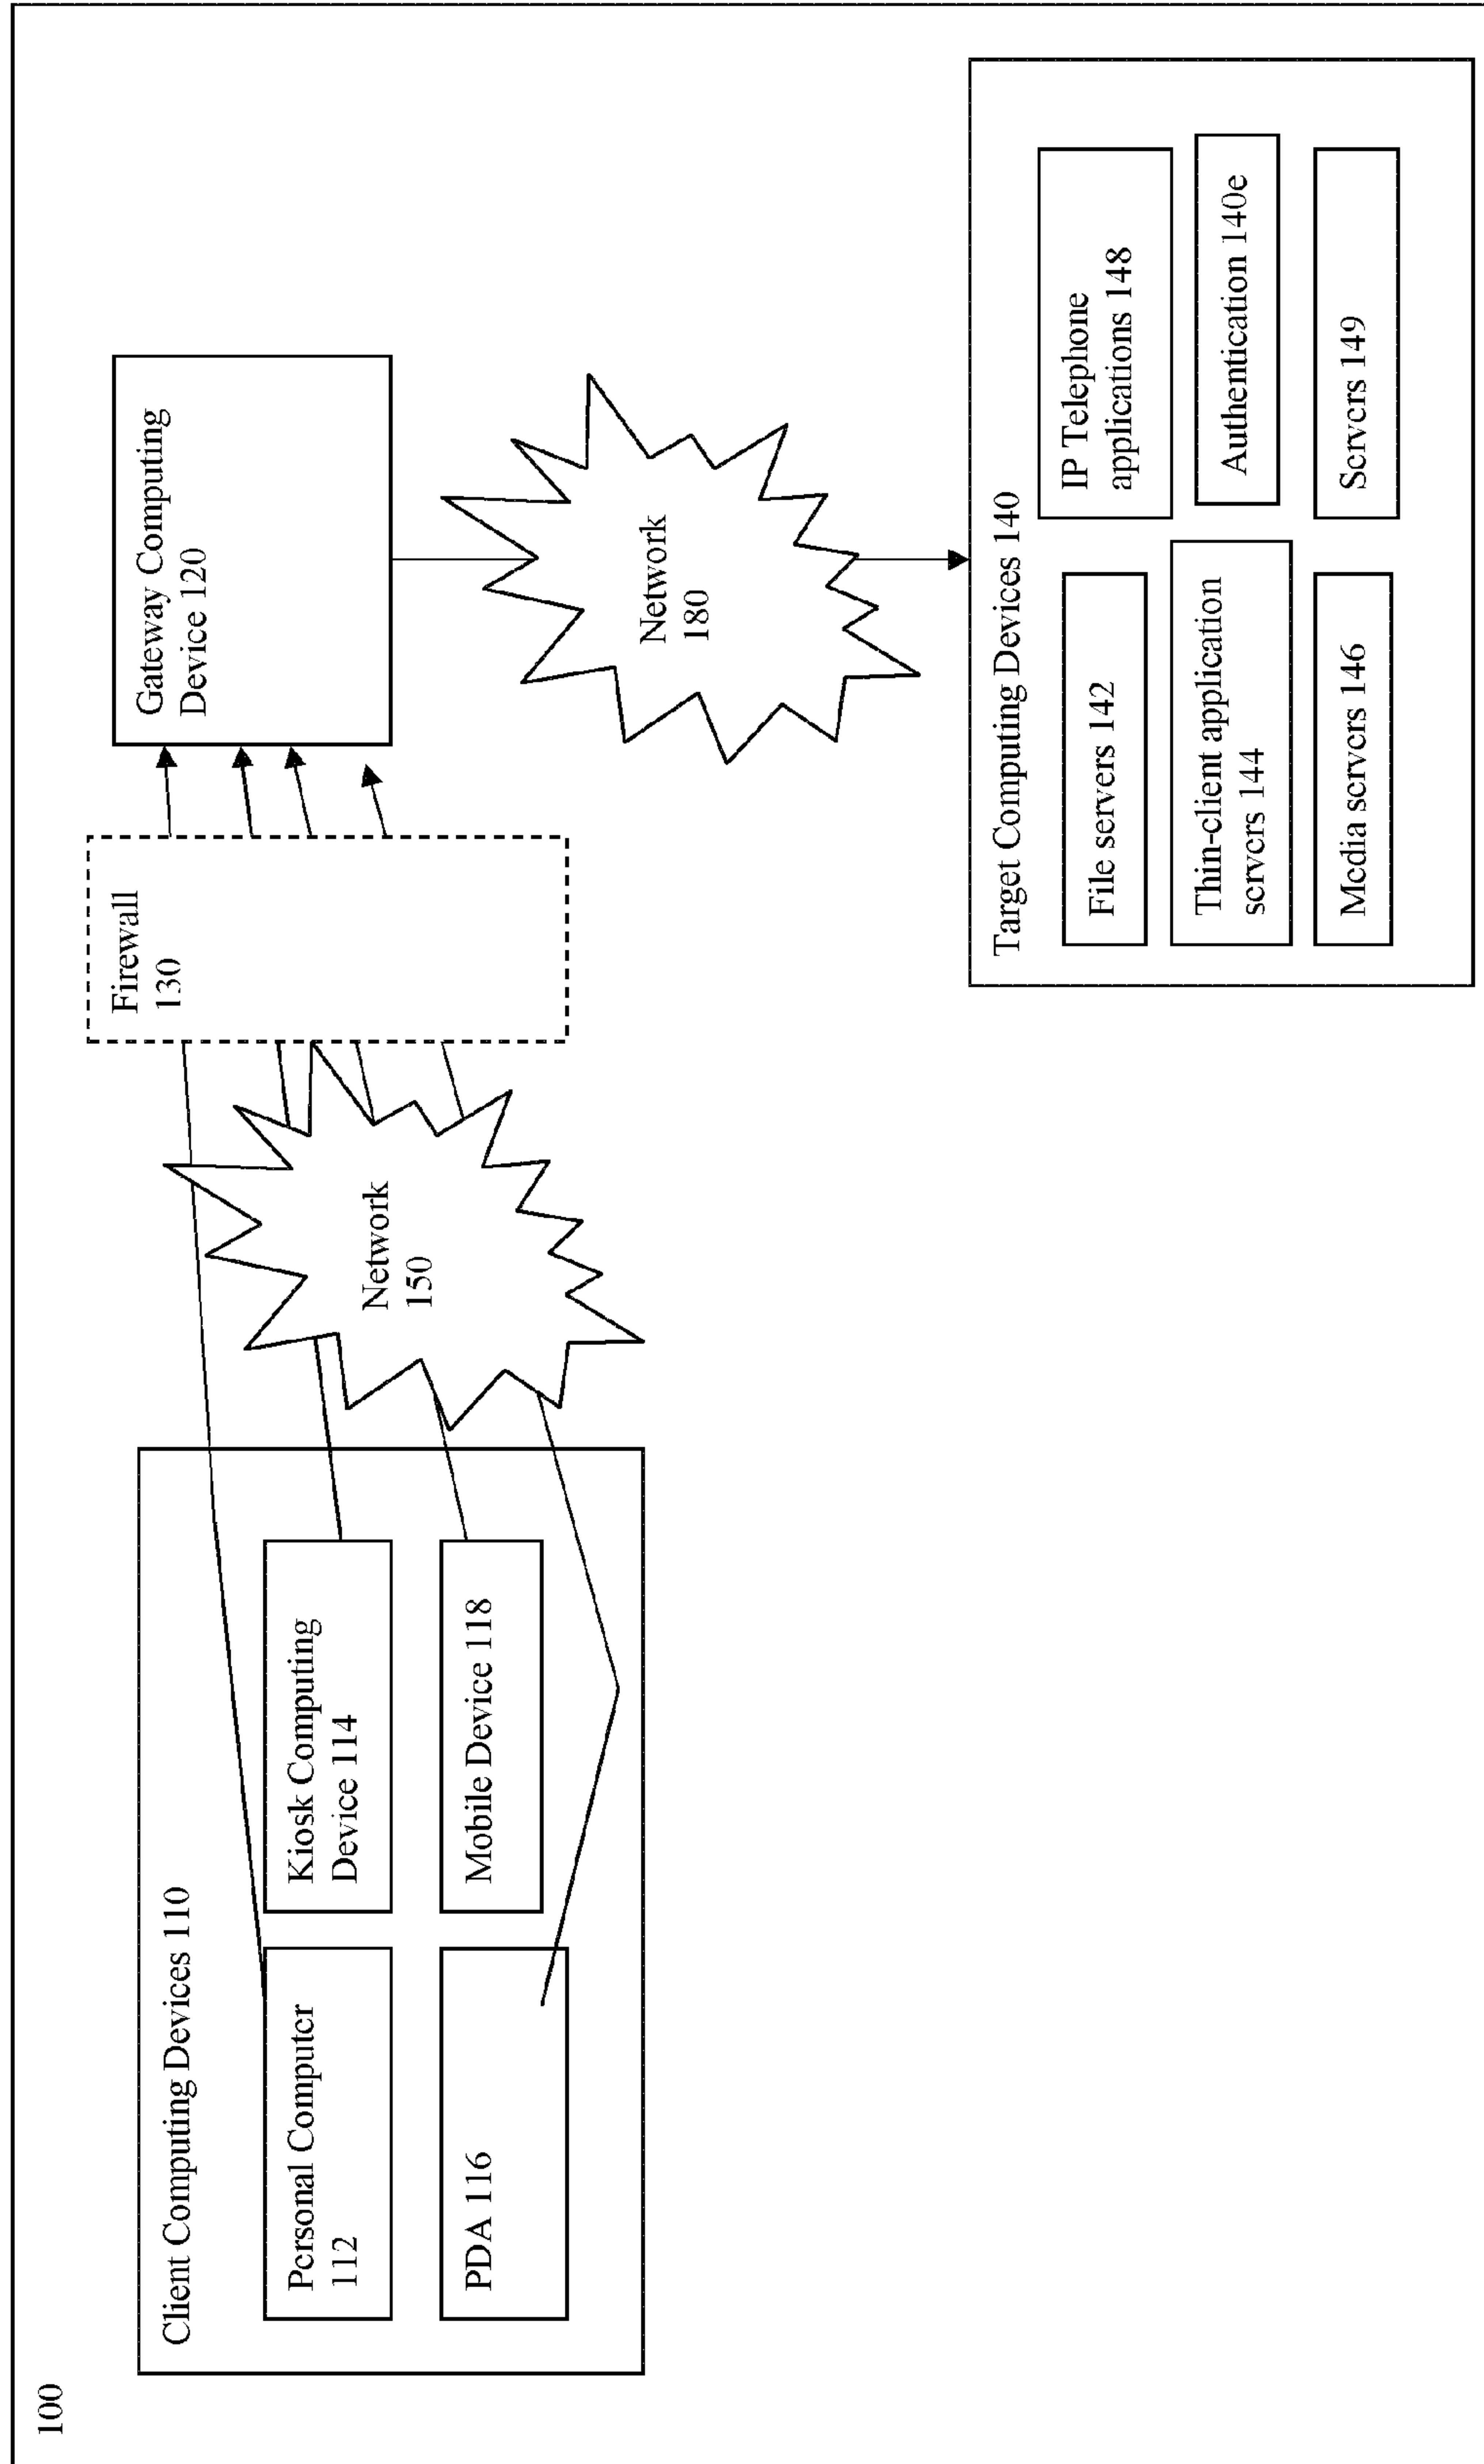 100
Client Computing Devices 110
Personal Computer
112
Kiosk Computing
Device 114
PDA 116
Mobile Device 118
Network
150
Firewall
130
Gateway Computing
Device 120
Network
180
Target Computing Devices 140
File servers 142
IP Telephone
applications 148
Thin-client application
servers 144
Authentication 140e
Media servers 146
Servers 149